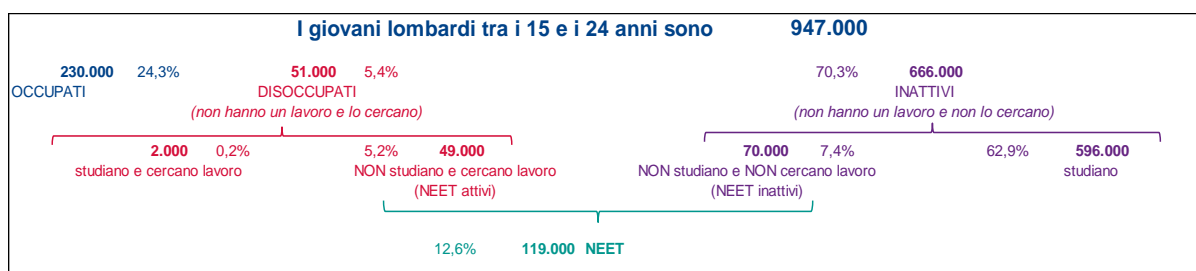 I giovani lombardi tra i 15 e i 24 anni sono 947.000
230.000 24,3% 51.000 5,4% 70,3% 666.000
OCCUPATI DISOCCUPATI INATTIVI
(non hanno un lavoro e lo cercano) (non hanno un lavoro e non lo cercano)
2.000 0,2% 5,2% 49.000 70.000 7,4% 62,9% 596.000
studiano e cercano lavoro NON studiano e cercano lavoro NON studiano e NON cercano lavoro studiano
(NEET attivi) (NEET inattivi)
12,6% 119.000 NEET